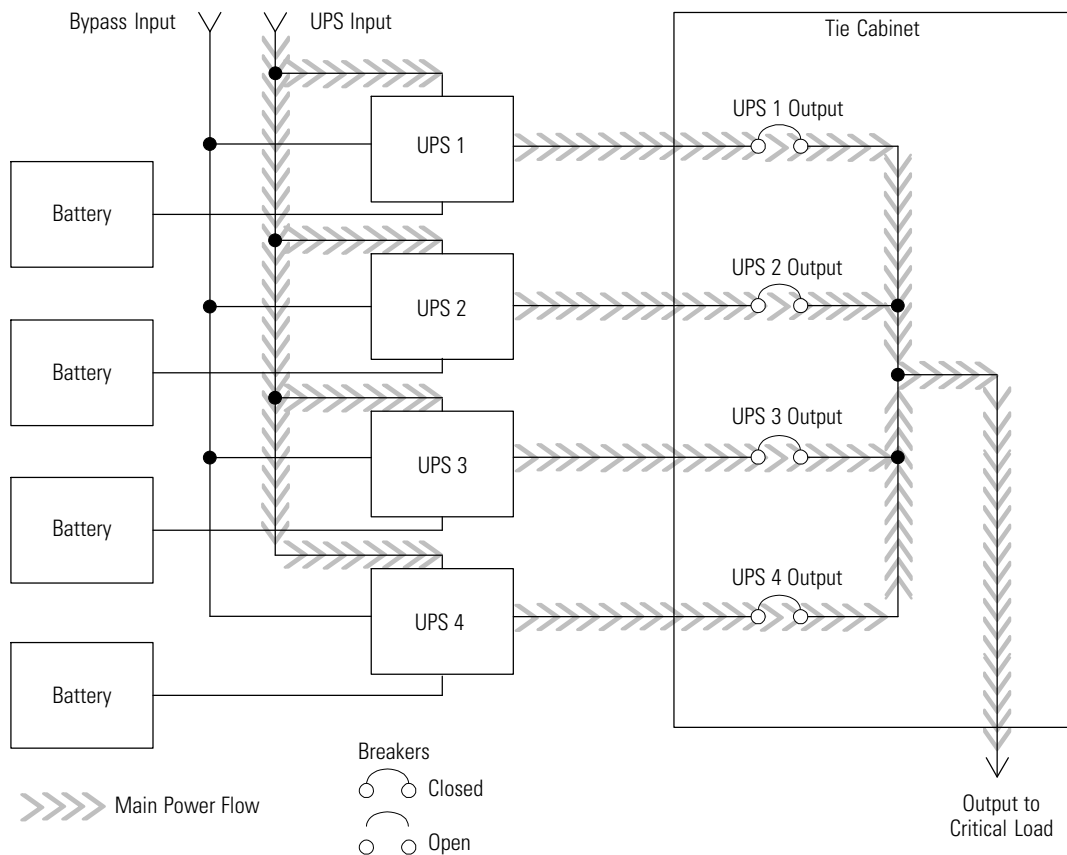 Bypass Input
UPS Input
Tie Cabinet
UPS 1 Output
UPS 1
Battery
UPS 2 Output
UPS 2
Battery
UPS 3 Output
UPS 3
Battery
UPS 4 Output
UPS 4
Battery
Breakers
Closed
Open
Main Power Flow
Output to
Critical Load